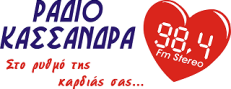 ΡΑΔΙΟ
ΚΑΣΣΑΝΔΡΑ
98,4
Fm Stereo
Στο ρυθμό της
καρδιάς σας...